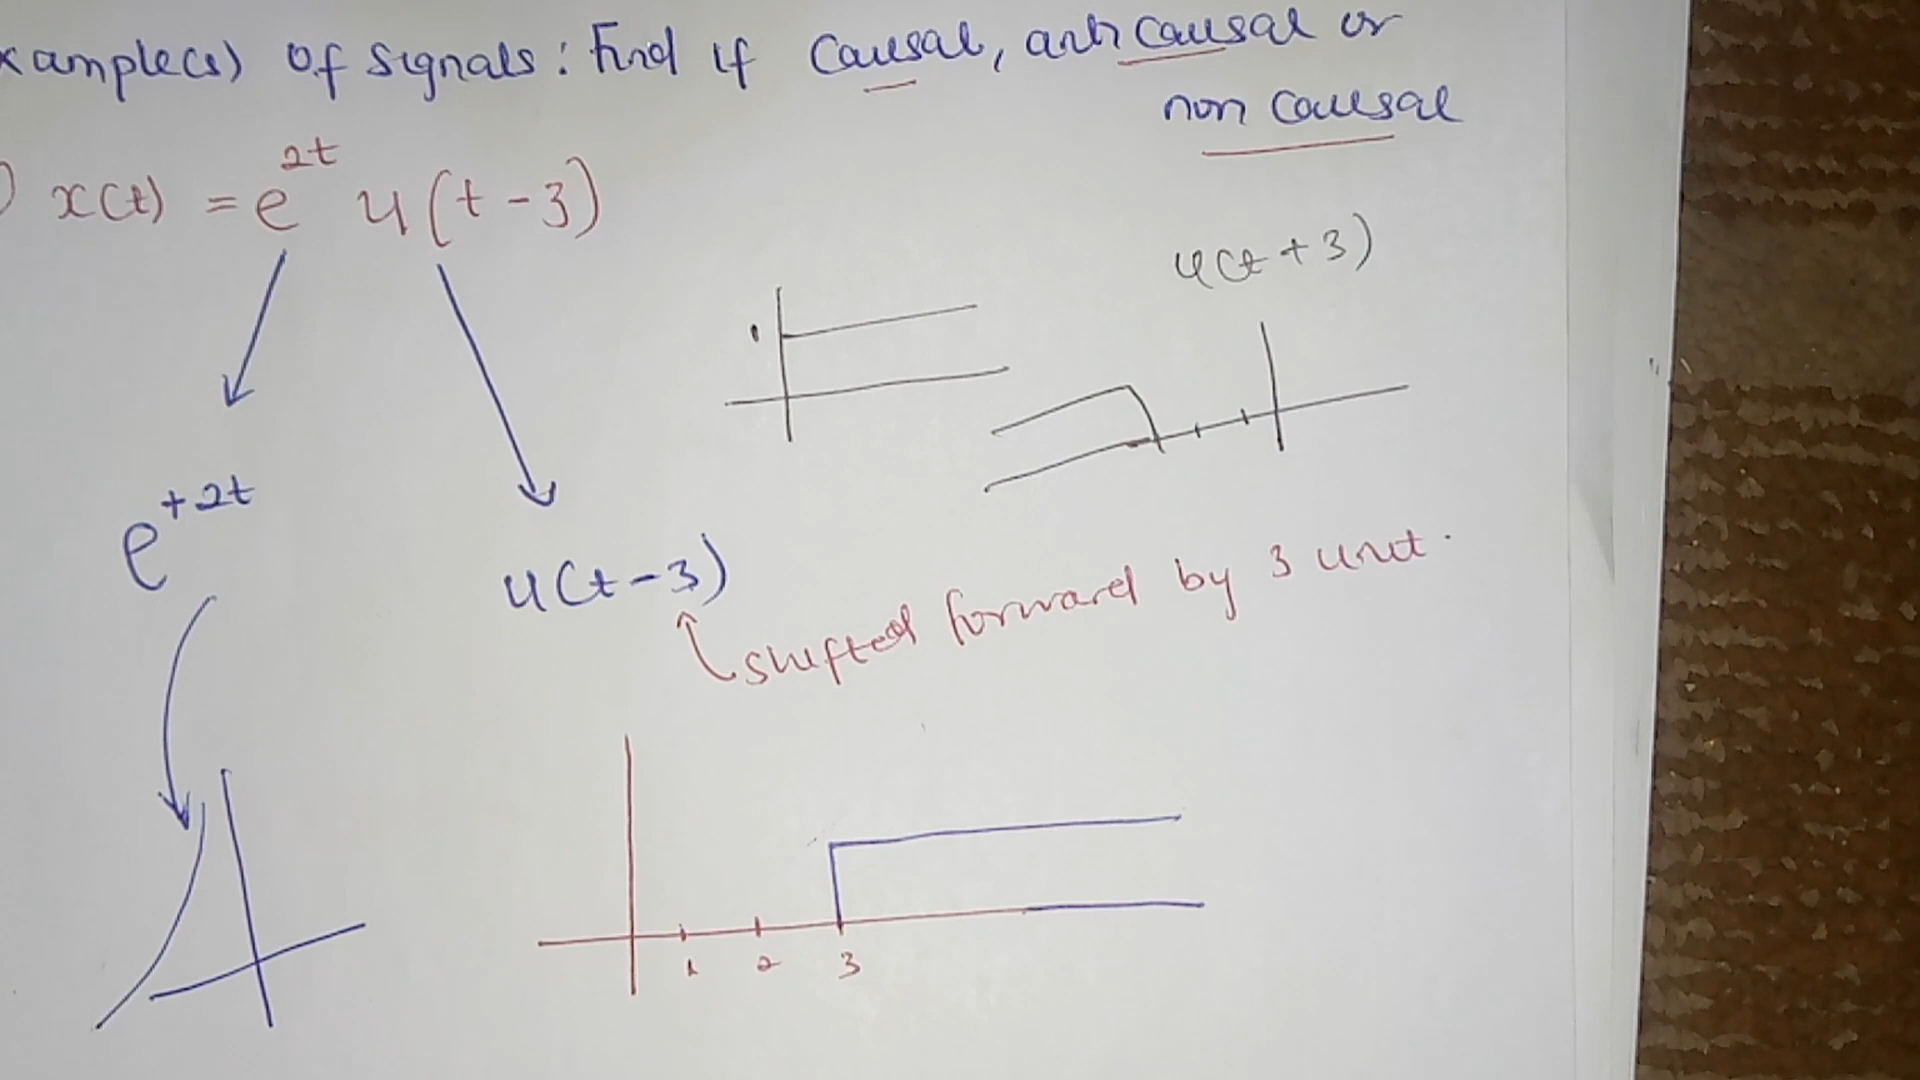 xample(s) of signals: Find if causal, anti causal or
non causal
) x(t) = e^2t u(t-3)
u(t+3)
e^+2t
u(t-3)
shifted forward by 3 unit.
1 2 3